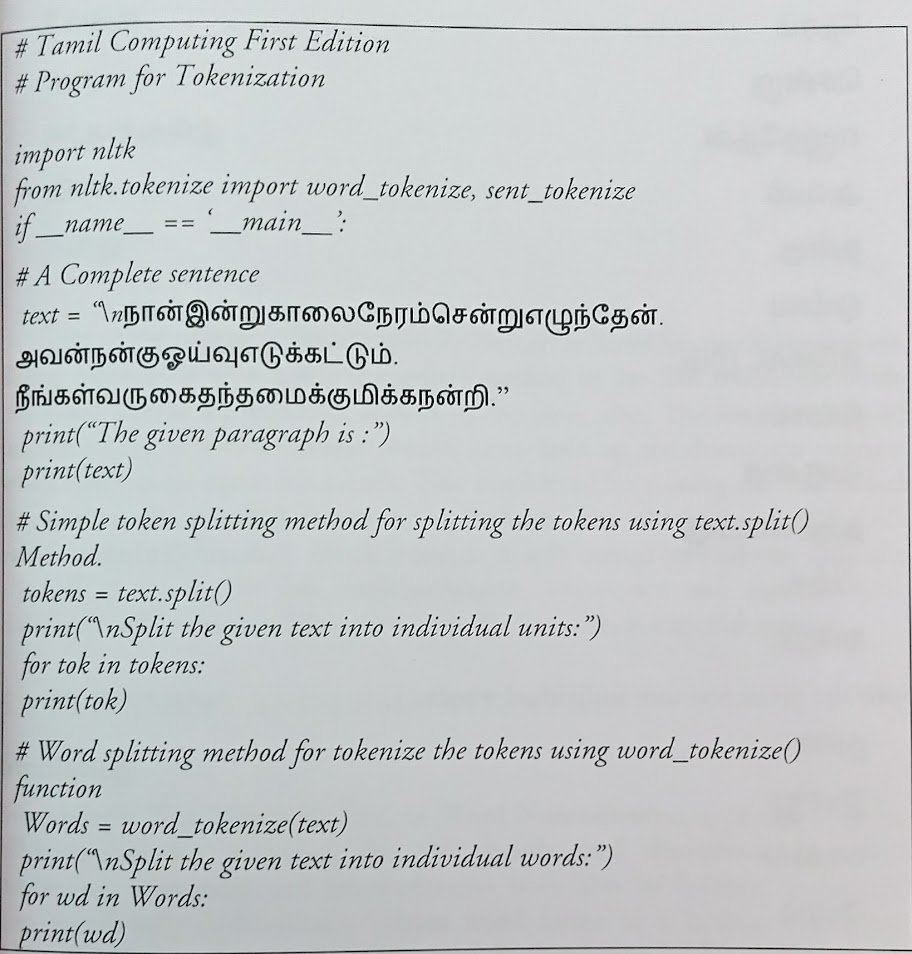 # Tamil Computing First Edition
# Program for Tokenization
import nltk
from nltk.tokenize import word_tokenize, sent_tokenize
if __name__ == ‘__main__’:
# A Complete sentence
text = “\nநான்இன்றுகாலைநேரம்சென்றுஎழுந்தேன்.
அவன்நன்குஓய்வுஎடுக்கட்டும்.
நீங்கள்வருகைதந்தமைக்குமிக்கநன்றி.”
print(“The given paragraph is :”)
print(text)
# Simple token splitting method for splitting the tokens using text.split()
Method.
tokens = text.split()
print(“\nSplit the given text into individual units:”)
for tok in tokens:
print(tok)
# Word splitting method for tokenize the tokens using word_tokenize()
function
Words = word_tokenize(text)
print(“\nSplit the given text into individual words:”)
for wd in Words:
print(wd)